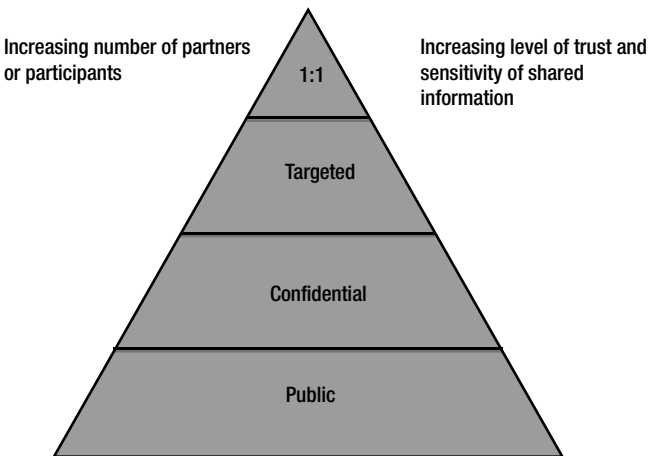 Increasing number of partners
or participants
Increasing level of trust and
sensitivity of shared
information
1:1
Targeted
Confidential
Public